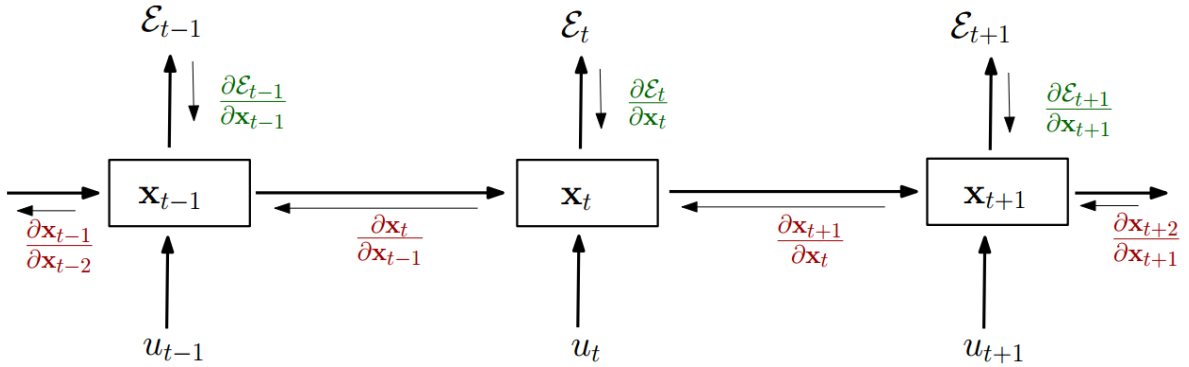 ℰ_{t−1} ℰ_t ℰ_{t+1}
∂ℰ_{t−1}/∂𝐱_{t−1} ∂ℰ_t/∂𝐱_t ∂ℰ_{t+1}/∂𝐱_{t+1}
𝐱_{t−1} 𝐱_t 𝐱_{t+1}
∂𝐱_{t−1}/∂𝐱_{t−2} ∂𝐱_t/∂𝐱_{t−1} ∂𝐱_{t+1}/∂𝐱_t ∂𝐱_{t+2}/∂𝐱_{t+1}
u_{t−1} u_t u_{t+1}